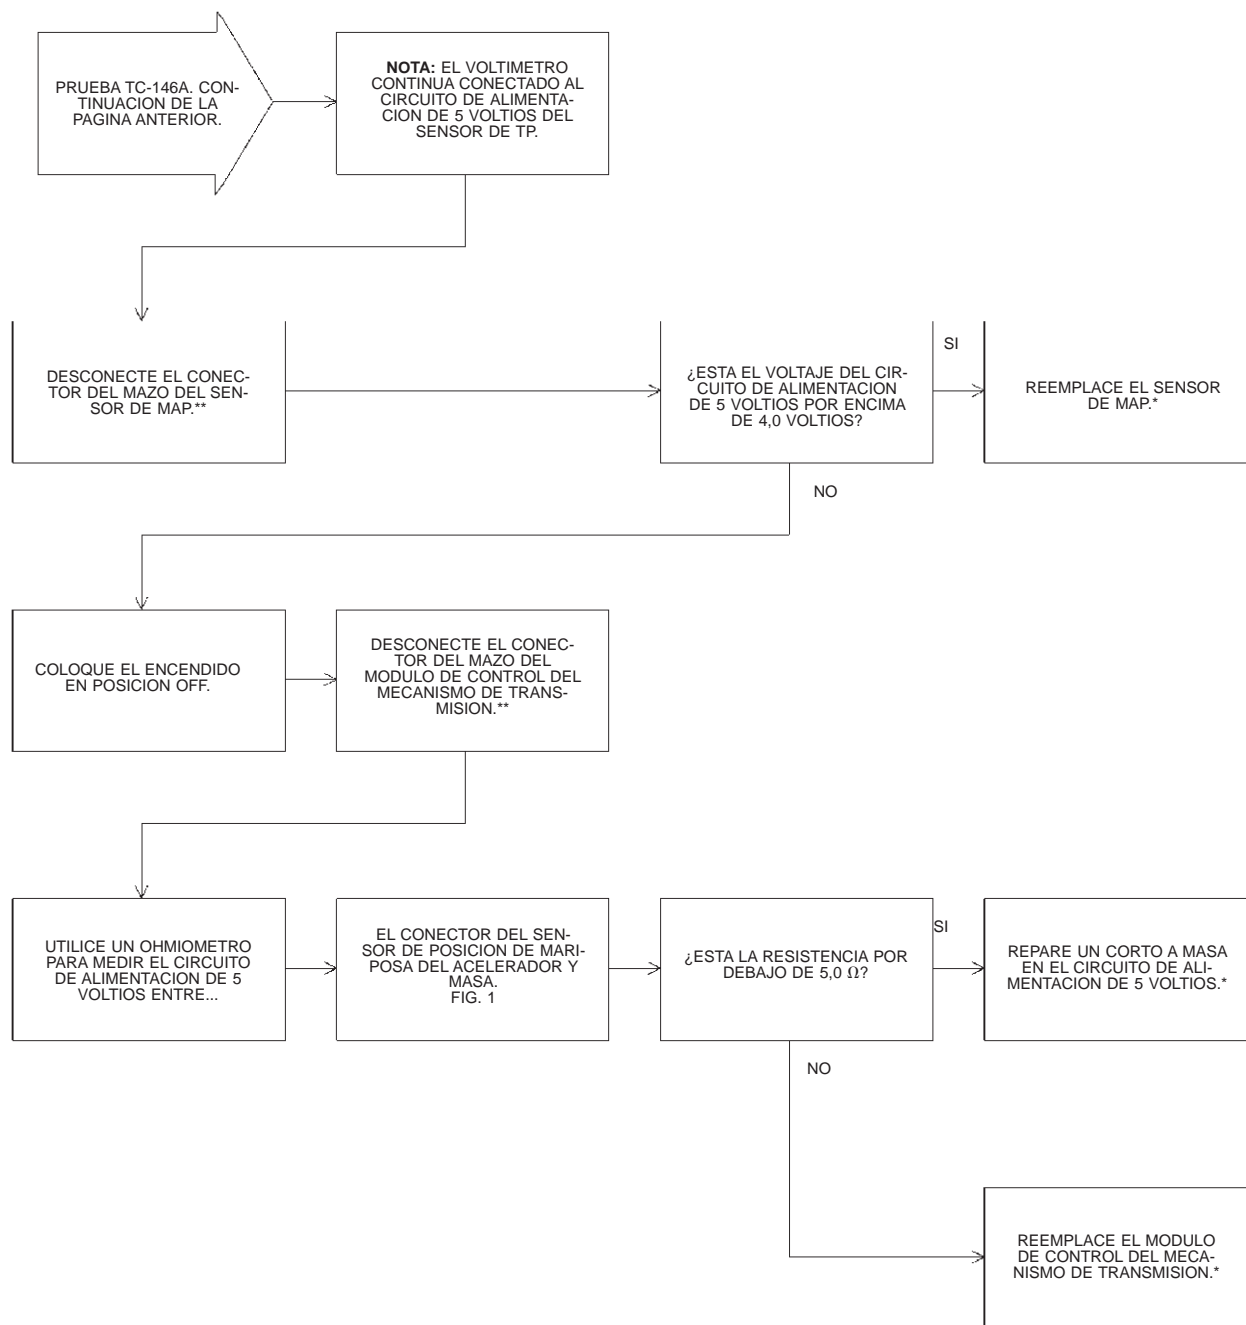 PRUEBA TC-146A. CON-
TINUACION DE LA
PAGINA ANTERIOR.
NOTA: EL VOLTIMETRO
CONTINUA CONECTADO AL
CIRCUITO DE ALIMENTA-
CION DE 5 VOLTIOS DEL
SENSOR DE TP.
DESCONECTE EL CONEC-
TOR DEL MAZO DEL SEN-
SOR DE MAP.**
¿ESTA EL VOLTAJE DEL CIR-
CUITO DE ALIMENTACION
DE 5 VOLTIOS POR ENCIMA
DE 4,0 VOLTIOS?
SI
REEMPLACE EL SENSOR
DE MAP.*
NO
COLOQUE EL ENCENDIDO
EN POSICION OFF.
DESCONECTE EL CONEC-
TOR DEL MAZO DEL
MODULO DE CONTROL DEL
MECANISMO DE TRANS-
MISION.**
UTILICE UN OHMIOMETRO
PARA MEDIR EL CIRCUITO
DE ALIMENTACION DE 5
VOLTIOS ENTRE...
EL CONECTOR DEL SEN-
SOR DE POSICION DE MARI-
POSA DEL ACELERADOR Y
MASA.
FIG. 1
¿ESTA LA RESISTENCIA POR
DEBAJO DE 5,0 Ω?
SI
REPARE UN CORTO A MASA
EN EL CIRCUITO DE ALI-
MENTACION DE 5 VOLTIOS.*
NO
REEMPLACE EL MODULO
DE CONTROL DEL MECA-
NISMO DE TRANSMISION.*